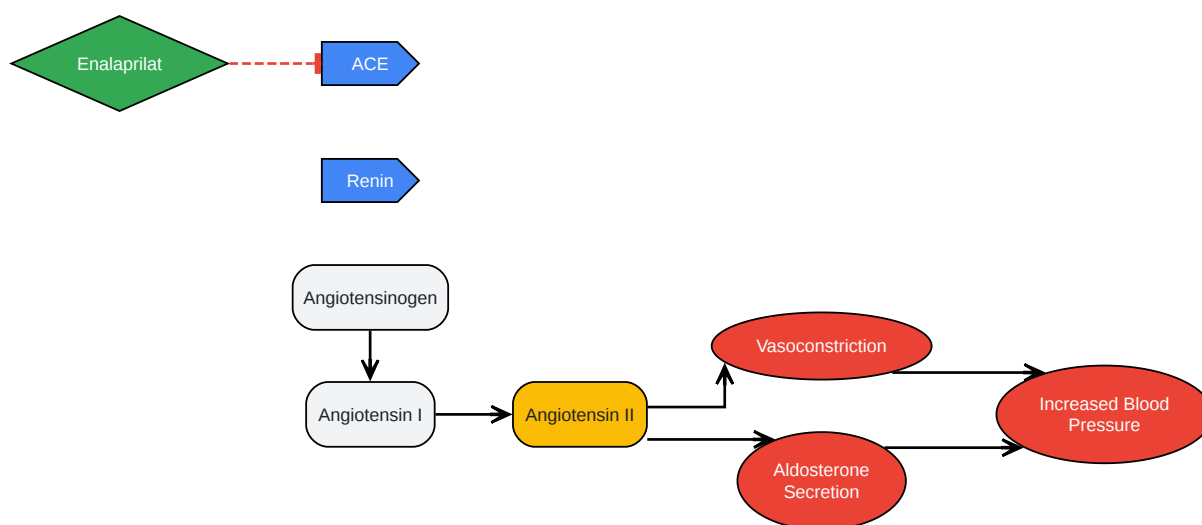 Enalaprilat
ACE
Renin
Angiotensinogen
Vasoconstriction
Angiotensin I
Angiotensin II
Increased Blood
Pressure
Aldosterone
Secretion